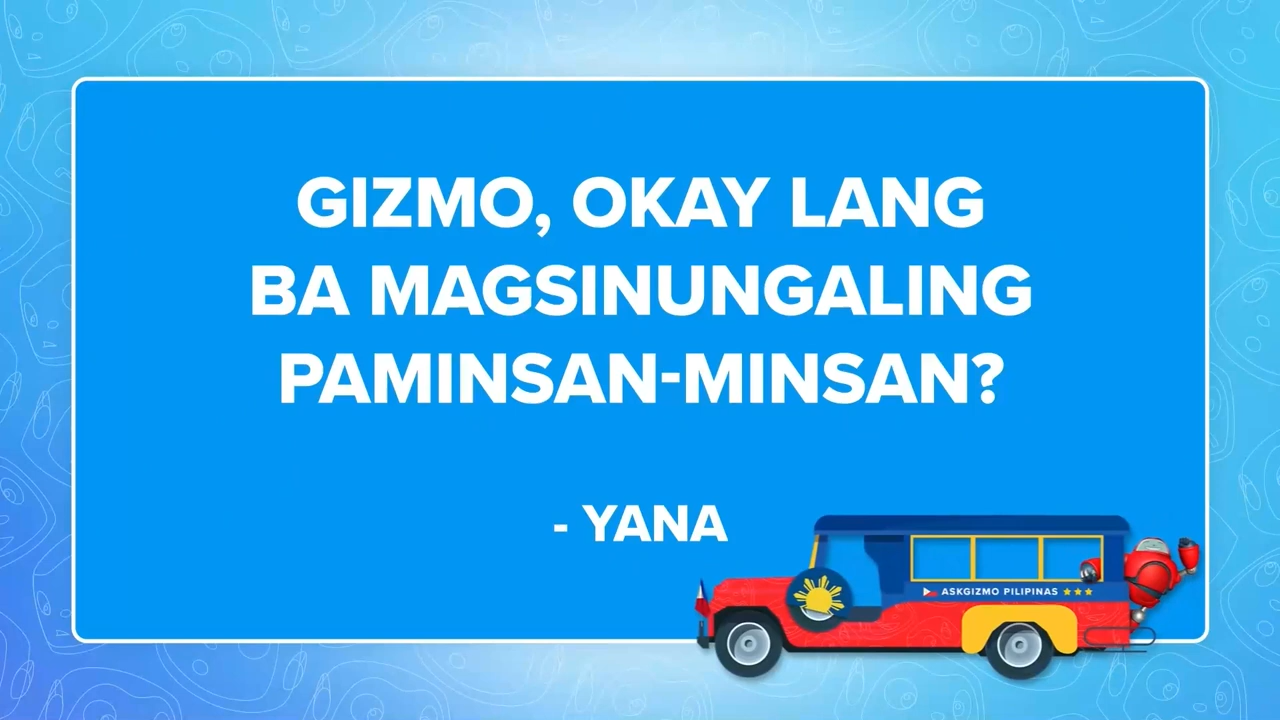 GIZMO, OKAY LANG
BA MAGSINUNGALING
PAMINSAN-MINSAN?
- YANA
ASKGIZMO PILIPINAS